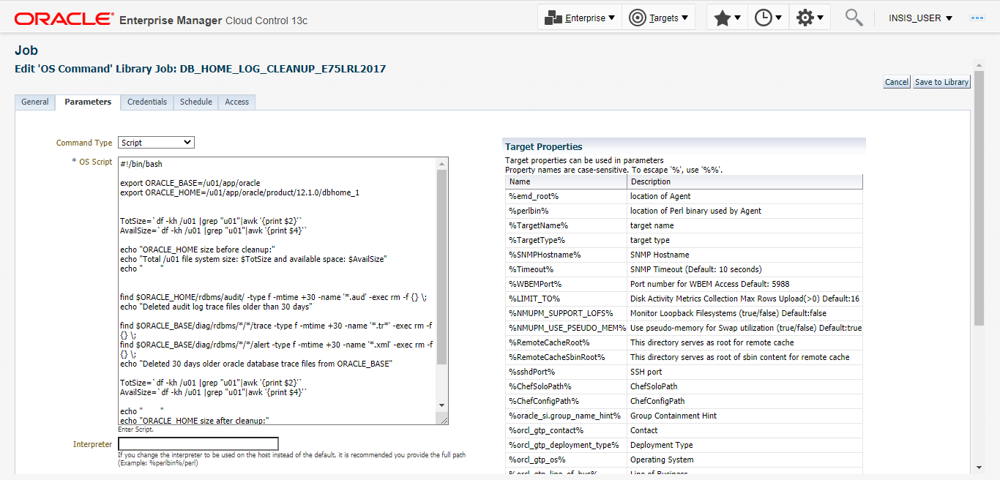 ORACLE Enterprise Manager Cloud Control 13c
Enterprise
Targets
INSIS_USER
Job
Edit 'OS Command' Library Job: DB_HOME_LOG_CLEANUP_E75LRL2017
Cancel
Save to Library
General
Parameters
Credentials
Schedule
Access
Command Type
Script
* OS Script
#!/bin/bash
export ORACLE_BASE=/u01/app/oracle
export ORACLE_HOME=/u01/app/oracle/product/12.1.0/dbhome_1
TotSize=`df -kh /u01 |grep "u01"|awk '{print $2}'`
AvailSize=`df -kh /u01 |grep "u01"|awk '{print $4}'`
echo "ORACLE_HOME size before cleanup:"
echo "Total /u01 file system size: $TotSize and available space: $AvailSize"
echo "        "
find $ORACLE_HOME/rdbms/audit/ -type f -mtime +30 -name '*.aud' -exec rm -f {} \;
echo "Deleted audit log trace files older than 30 days"
find $ORACLE_BASE/diag/rdbms/*/*/trace -type f -mtime +30 -name '*.tr*' -exec rm -f
{} \;
find $ORACLE_BASE/diag/rdbms/*/*/alert -type f -mtime +30 -name '*.xml' -exec rm -f
{} \;
echo "Deleted 30 days older oracle database trace files from ORACLE_BASE"
TotSize=`df -kh /u01 |grep "u01"|awk '{print $2}'`
AvailSize=`df -kh /u01 |grep "u01"|awk '{print $4}'`
echo "        "
echo "ORACLE_HOME size after cleanup:"
Enter Script.
Interpreter
If you change the interpreter to be used on the host instead of the default, it is recommended you provide the full path
(Example: %perlbin%/perl)
Target Properties
Target properties can be used in parameters
Property names are case-sensitive. To escape '%', use '%%'.
Name Description
%emd_root% location of Agent
%perlbin% location of Perl binary used by Agent
%TargetName% target name
%TargetType% target type
%SNMPHostname% SNMP Hostname
%Timeout% SNMP Timeout (Default: 10 seconds)
%WBEMPort% Port number for WBEM Access Default: 5988
%LIMIT_TO% Disk Activity Metrics Collection Max Rows Upload(>0) Default:16
%NMUPM_SUPPORT_LOFS% Monitor Loopback Filesystems (true/false) Default:false
%NMUPM_USE_PSEUDO_MEM% Use pseudo-memory for Swap utilization (true/false) Default:true
%RemoteCacheRoot% This directory serves as root for remote cache
%RemoteCacheSbinRoot% This directory serves as root of sbin content for remote cache
%sshdPort% SSH port
%ChefSoloPath% ChefSoloPath
%ChefConfigPath% ChefConfigPath
%oracle_si.group_name_hint% Group Containment Hint
%orcl_gtp_contact% Contact
%orcl_gtp_deployment_type% Deployment Type
%orcl_gtp_os% Operating System
%orcl_gtp_line_of_bus% Line of Business